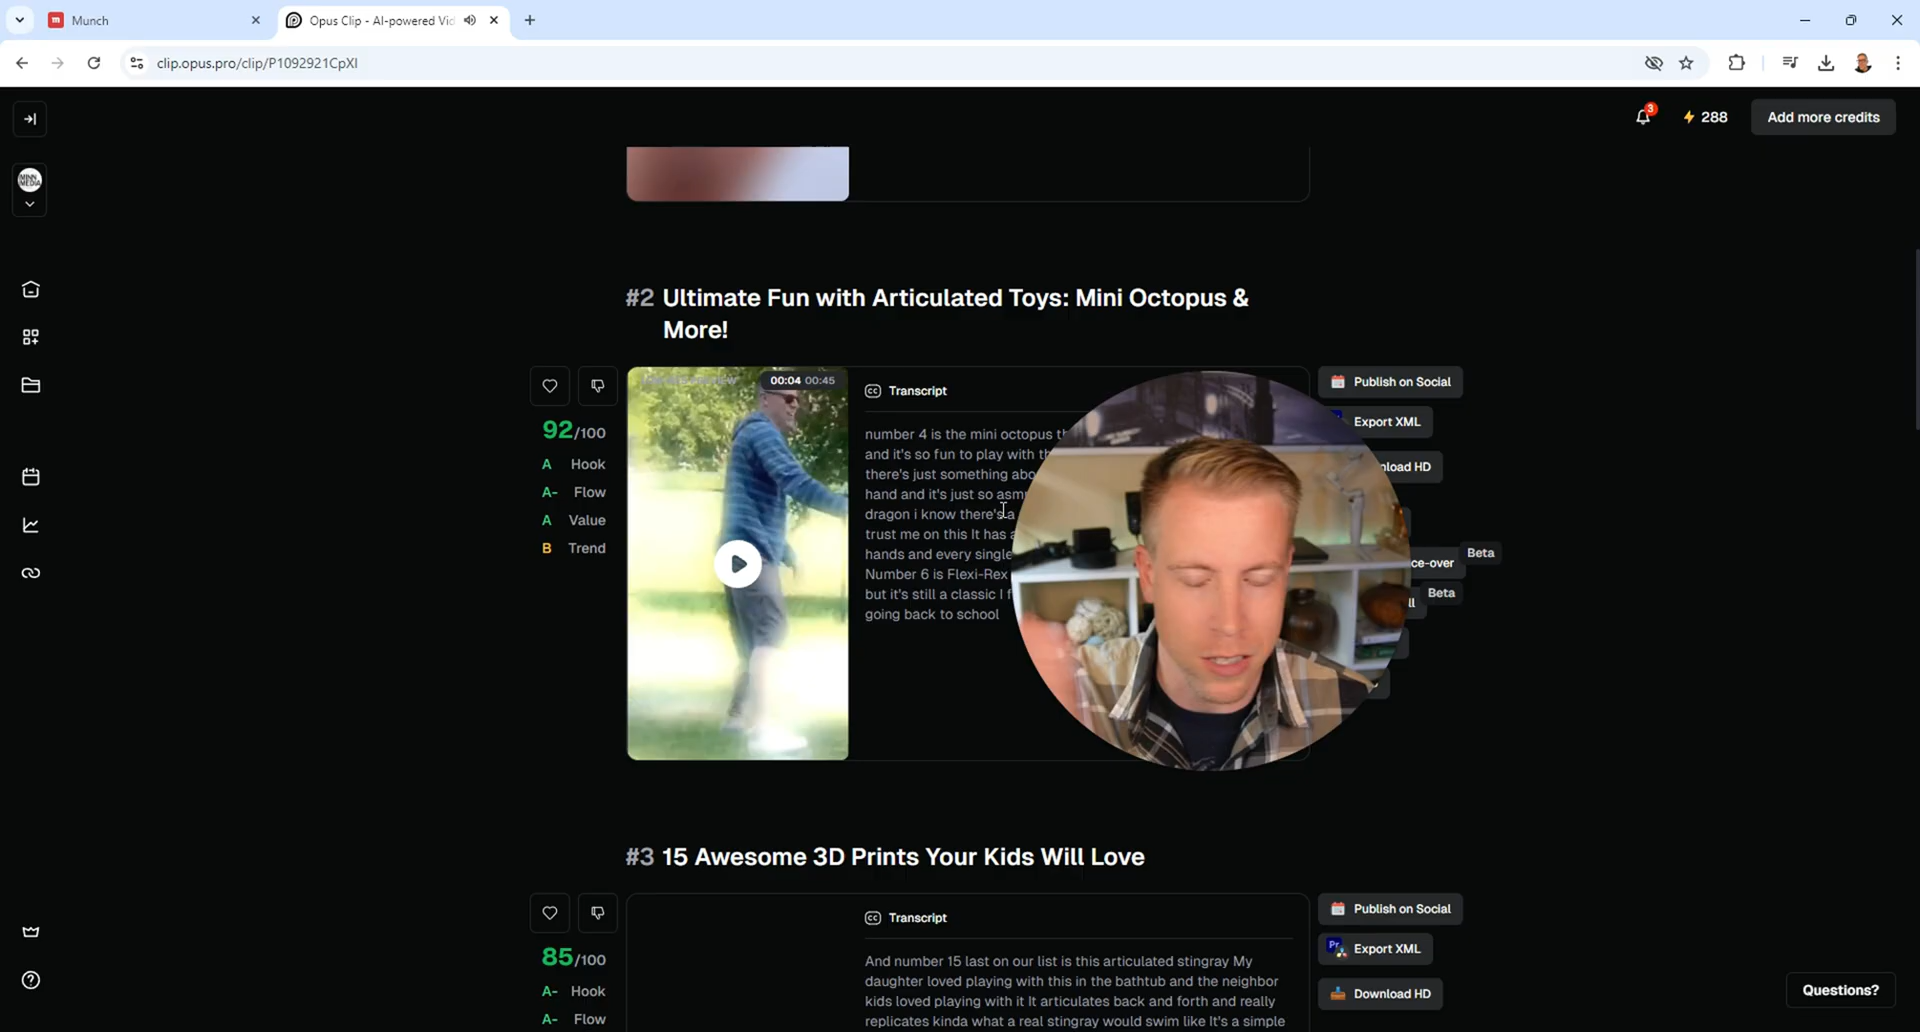 Munch
Opus Clip - AI-powered Vid
clip.opus.pro/clip/P1092921CpXI
3
288
Add more credits
MINN
MEDIA
#2 Ultimate Fun with Articulated Toys: Mini Octopus &
More!
00:04 00:45
Transcript
Publish on Social
92/100
A Hook
A- Flow
A Value
B Trend
number 4 is the mini octopus
and it's so fun to play with
there's just something
hand and it's just so
dragon i know there's a
trust me on this It has
hands and every single
Number 6 is Flexi-Rex
but it's still a classic I
going back to school
Export XML
HD
Beta
Beta
#3 15 Awesome 3D Prints Your Kids Will Love
Transcript
Publish on Social
85/100
A- Hook
A- Flow
And number 15 last on our list is this articulated stingray My
daughter loved playing with this in the bathtub and the neighbor
kids loved playing with it It articulates back and forth and really
replicates kinda what a real stingray would swim like It's a simple
Pr
Export XML
Download HD
Questions?